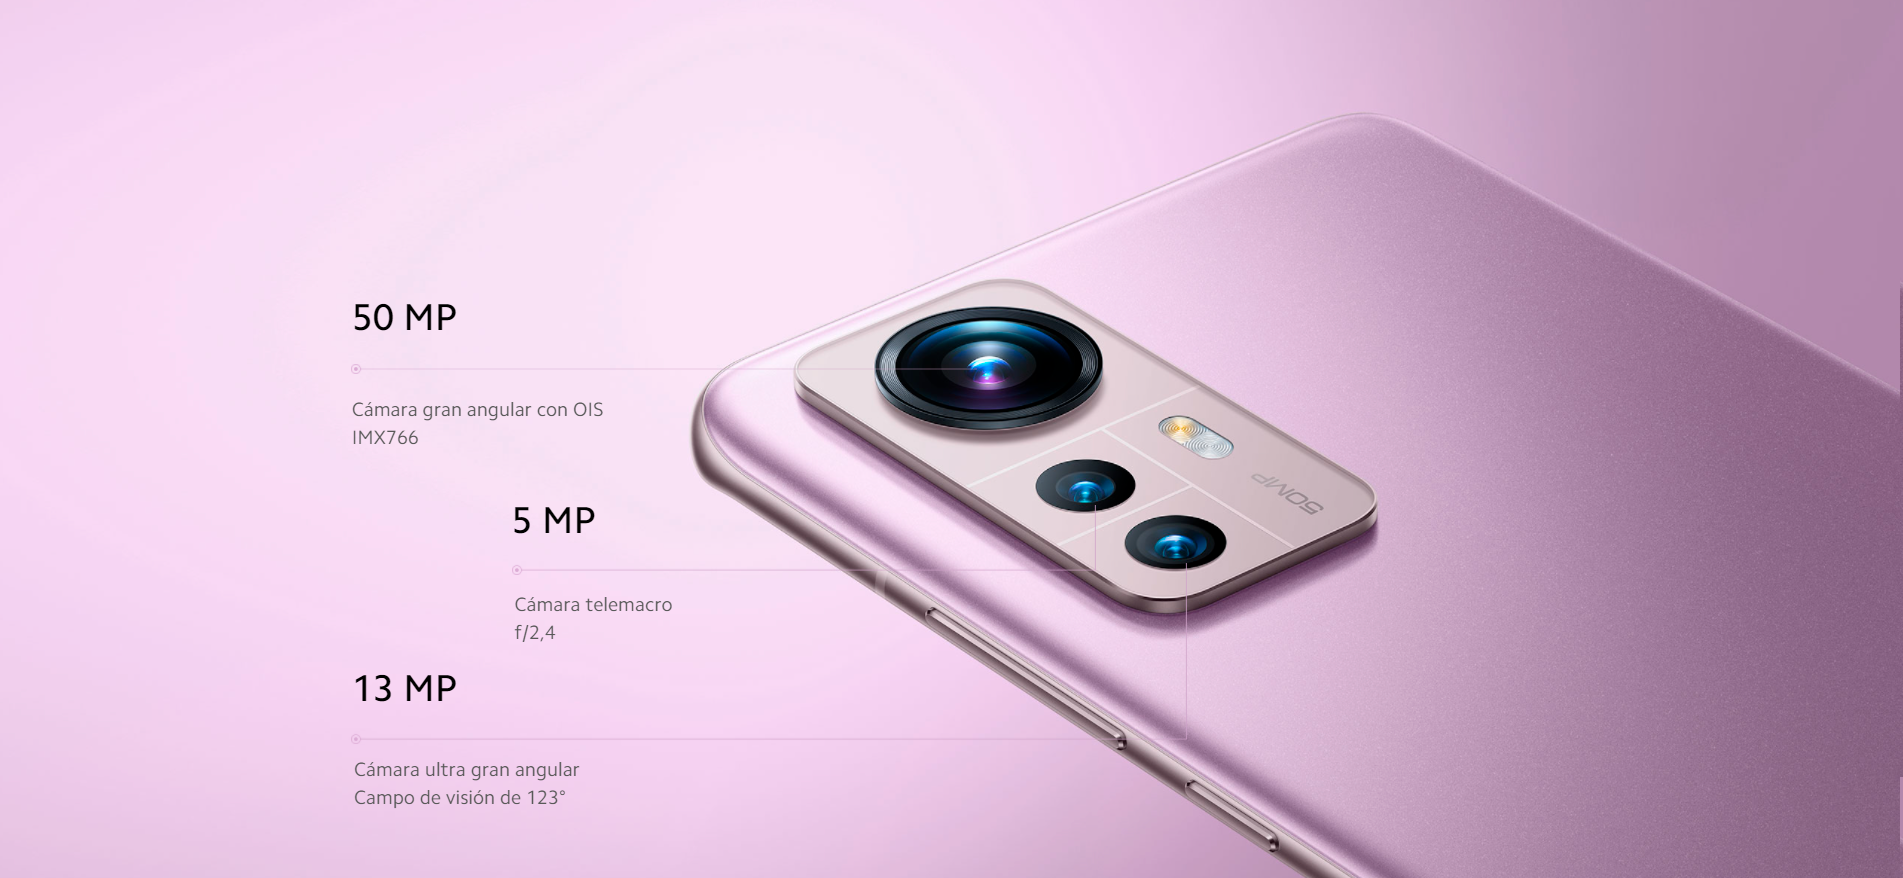 50 MP
Cámara gran angular con OIS
IMX766
5 MP
Cámara telemacro
f/2,4
13 MP
Cámara ultra gran angular
Campo de visión de 123°
50MP